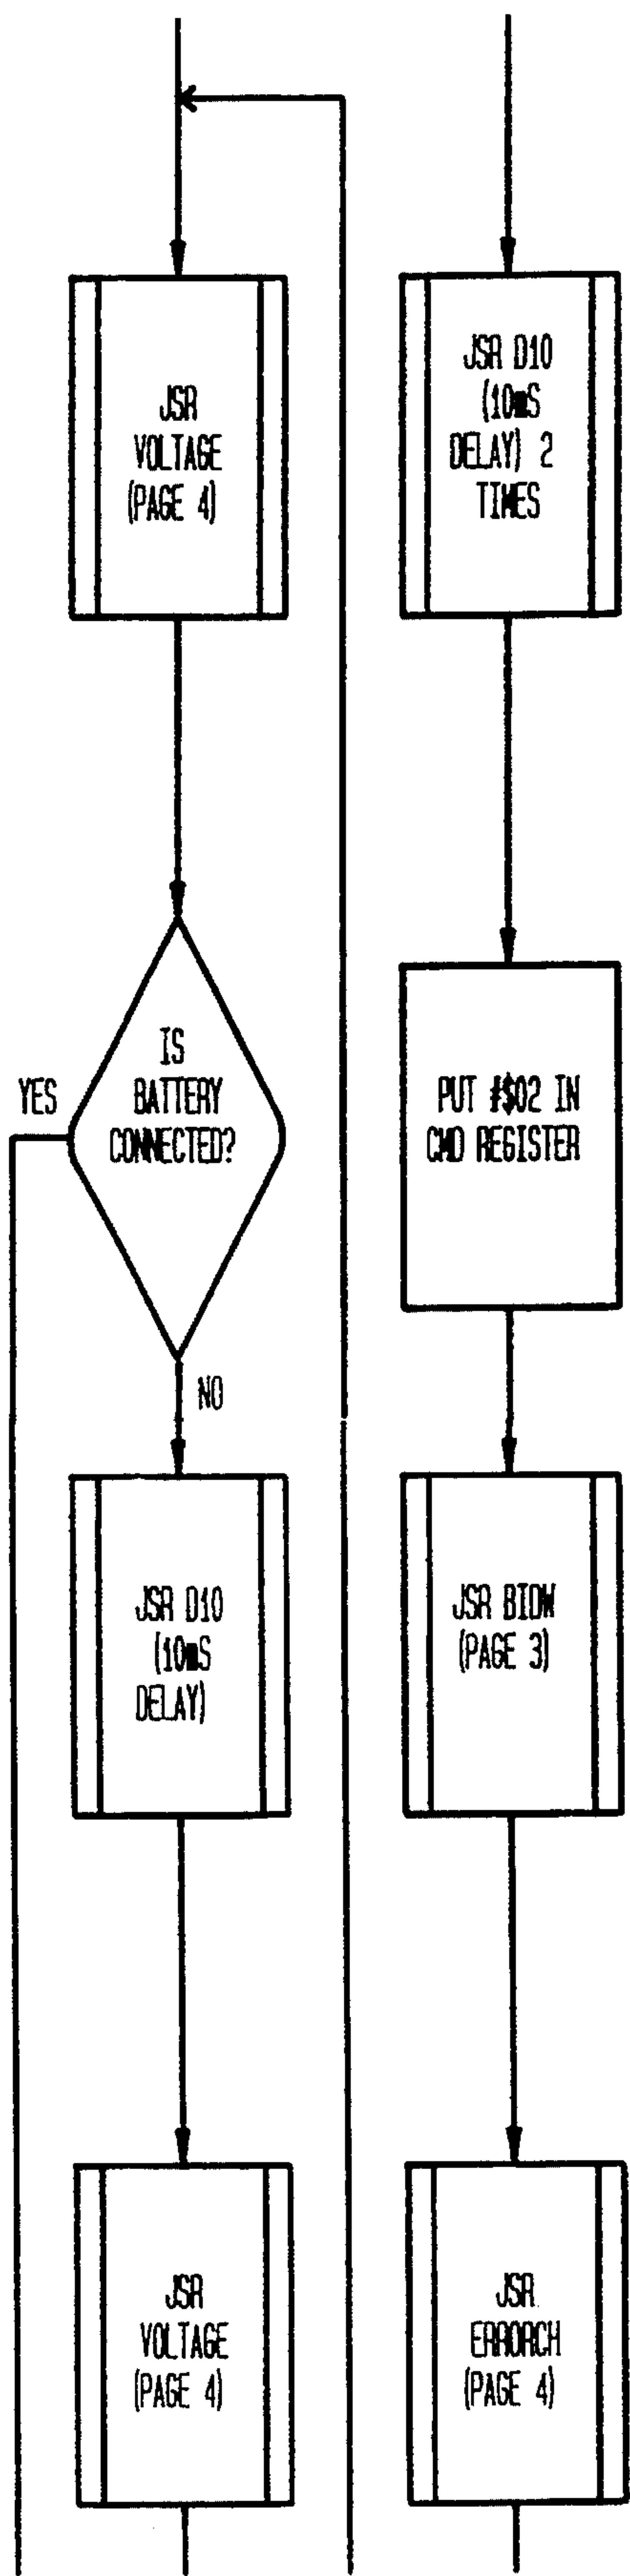 JSR
VOLTAGE
(PAGE 4)
IS
BATTERY
CONNECTED?
YES
NO
JSR D10
(10mS
DELAY)
JSR
VOLTAGE
(PAGE 4)
JSR D10
(10mS
DELAY) 2
TIMES
PUT #$02 IN
CMD REGISTER
JSR BIDW
(PAGE 3)
JSR
ERRORCH
(PAGE 4)